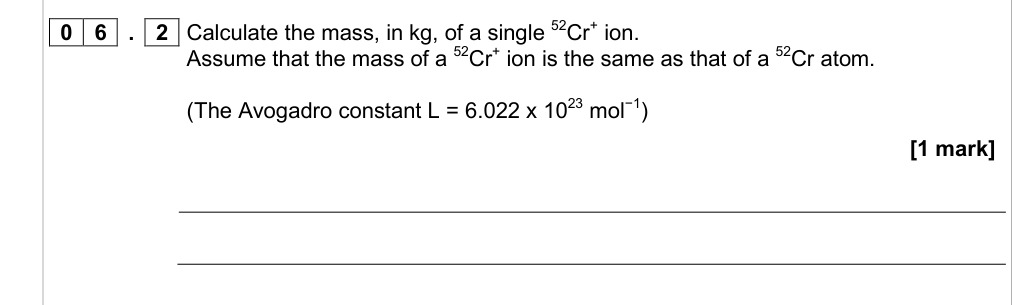 0 6 . 2 Calculate the mass, in kg, of a single ⁵²Cr⁺ ion.
Assume that the mass of a ⁵²Cr⁺ ion is the same as that of a ⁵²Cr atom.
(The Avogadro constant L = 6.022 x 10²³ mol⁻¹)
[1 mark]